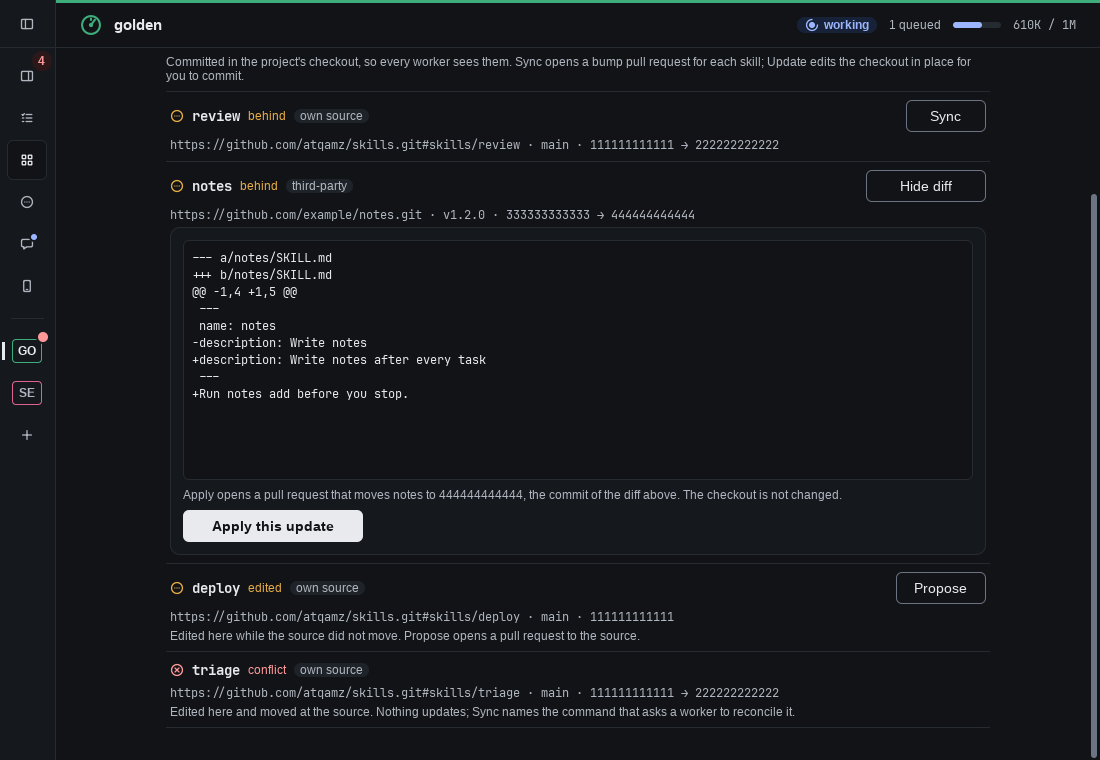 golden
working
1 queued
610K / 1M
4
Committed in the project's checkout, so every worker sees them. Sync opens a bump pull request for each skill; Update edits the checkout in place for
you to commit.
review behind own source
Sync
https://github.com/atqamz/skills.git#skills/review · main · 111111111111 → 222222222222
notes behind third-party
Hide diff
https://github.com/example/notes.git · v1.2.0 · 333333333333 → 444444444444
--- a/notes/SKILL.md
+++ b/notes/SKILL.md
@@ -1,4 +1,5 @@
 ---
 name: notes
-description: Write notes
+description: Write notes after every task
 ---
+Run notes add before you stop.
Apply opens a pull request that moves notes to 444444444444, the commit of the diff above. The checkout is not changed.
Apply this update
deploy edited own source
Propose
https://github.com/atqamz/skills.git#skills/deploy · main · 111111111111
Edited here while the source did not move. Propose opens a pull request to the source.
triage conflict own source
https://github.com/atqamz/skills.git#skills/triage · main · 111111111111 → 222222222222
Edited here and moved at the source. Nothing updates; Sync names the command that asks a worker to reconcile it.
GO
SE